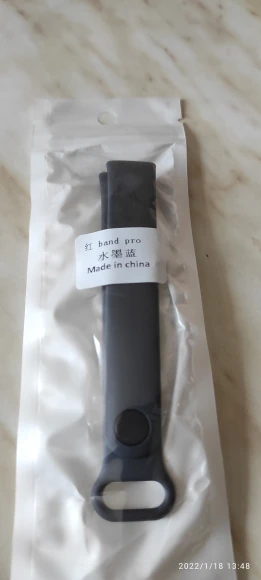 红 band pro
水墨蓝
Made in china
2022/1/18 13:48